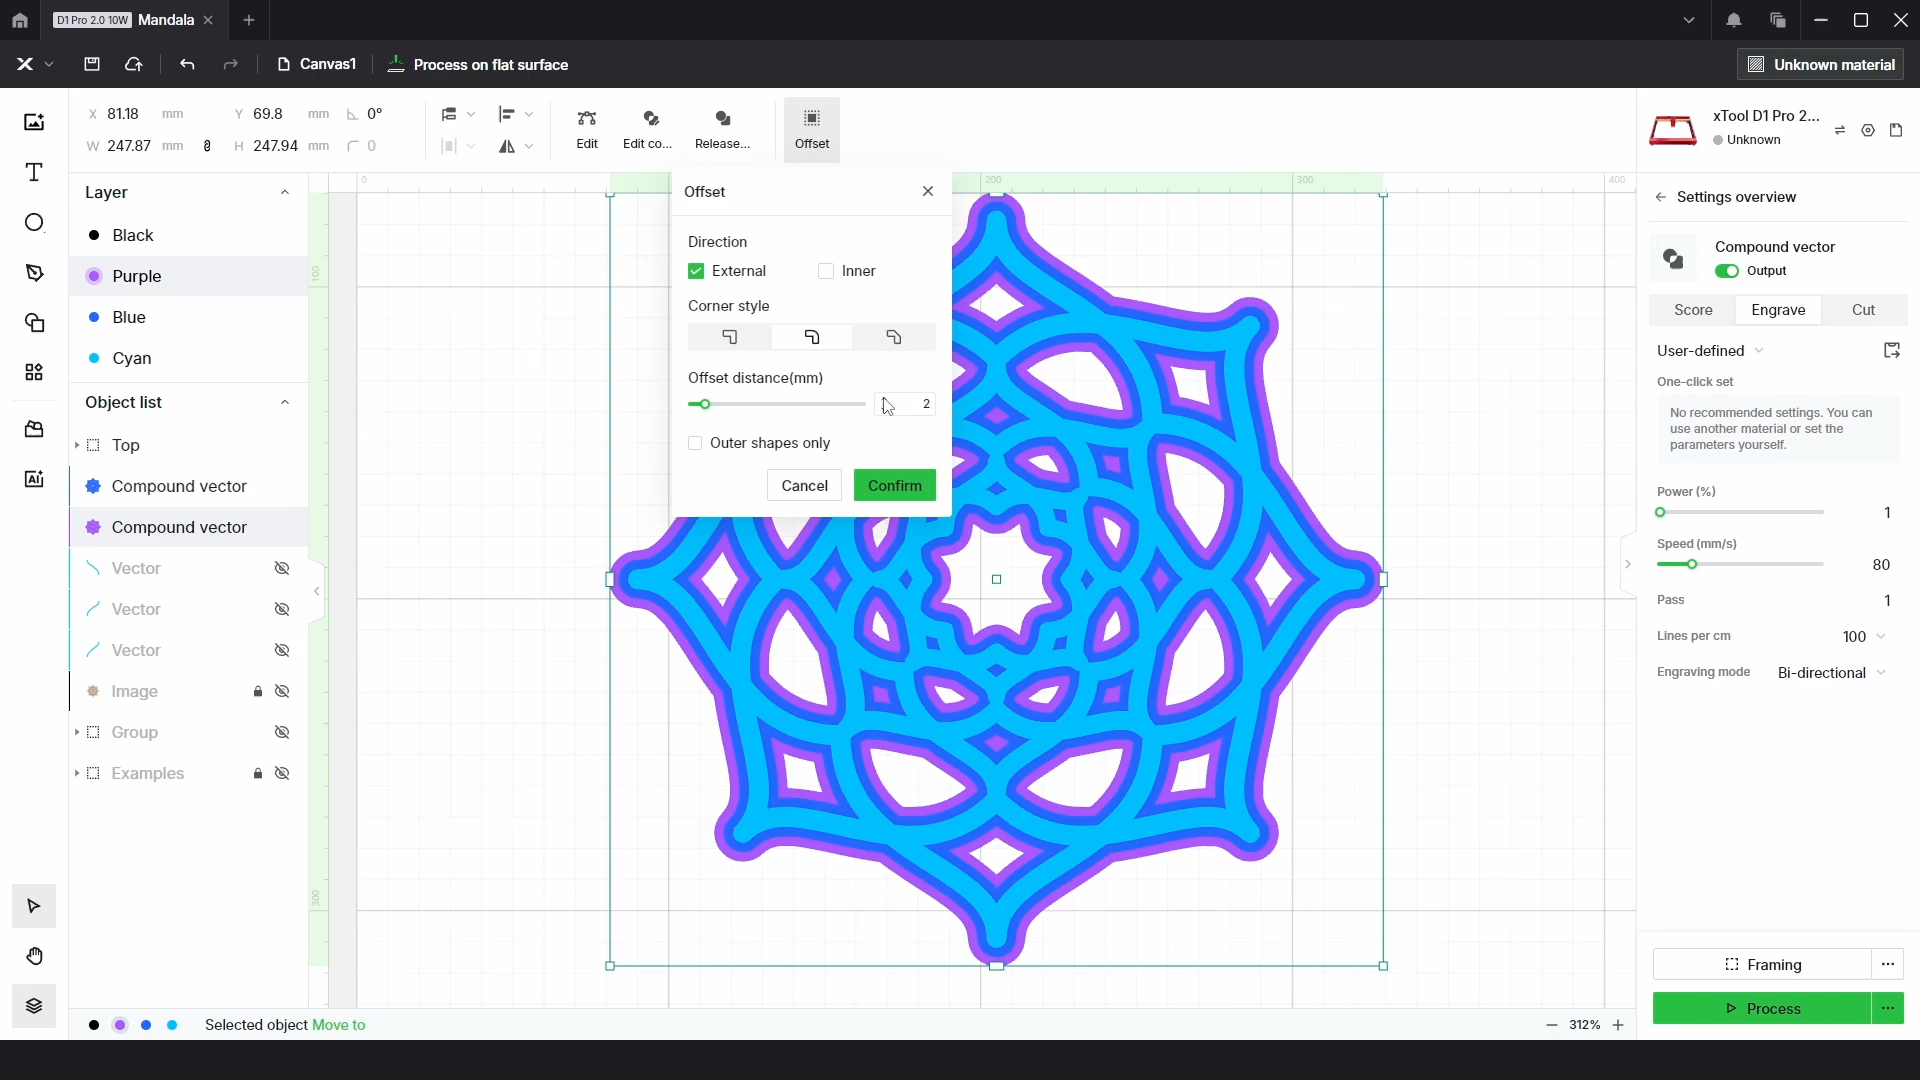 D1 Pro 2.0 10W Mandala
Canvas1
Process on flat surface
Unknown material
X 81.18 mm Y 69.8 mm 0°
W 247.87 mm H 247.94 mm 0
Edit
Edit co...
Release...
Offset
xTool D1 Pro 2...
Unknown
Layer
Black
Purple
Blue
Cyan
Object list
Top
Compound vector
Compound vector
Vector
Vector
Vector
Image
Group
Examples
0
200
300
400
100
300
Offset
Direction
External
Inner
Corner style
Offset distance(mm)
2
Outer shapes only
Cancel
Confirm
Settings overview
Compound vector
Output
Score
Engrave
Cut
User-defined
One-click set
No recommended settings. You can
use another material or set the
parameters yourself.
Power (%)
1
Speed (mm/s)
80
Pass 1
Lines per cm 100
Engraving mode Bi-directional
Framing
Process
AI
Selected object Move to
312%